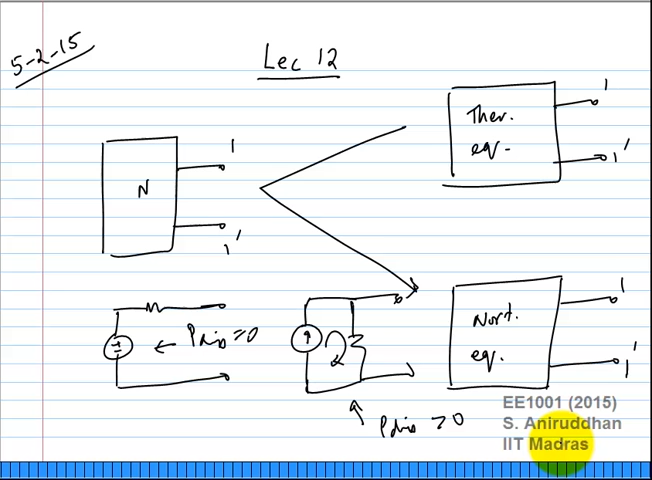 5-2-15
Lec 12
N
1
1'
Ther.
eq.
1
1'
Nort.
eq.
1
1'
← Pdis = 0
Pdis > 0
EE1001 (2015)
S. Aniruddhan
IIT Madras